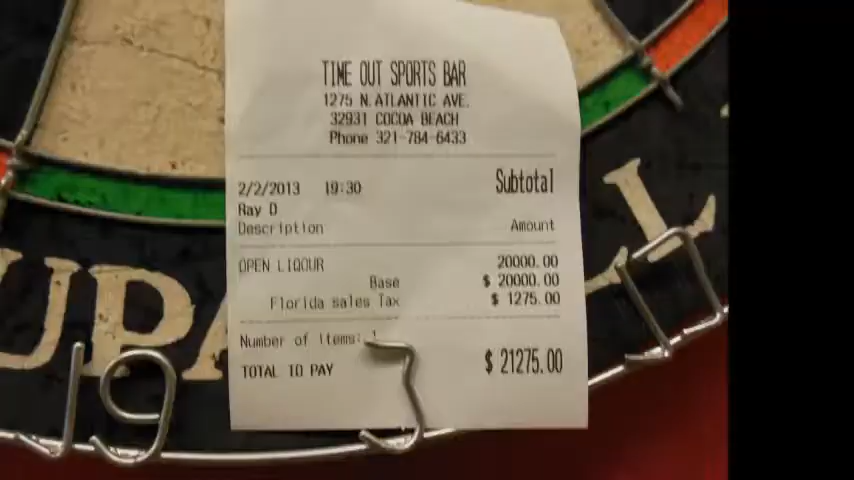 TIME OUT SPORTS BAR
1275 N.ATLANTIC AVE.
32931 COCOA BEACH
Phone 321-784-6433
2/2/2013 19:30 Subtotal
Ray D
Description Amount
OPEN LIQOUR 20000.00
Base $ 20000.00
Florida sales Tax $ 1275.00
Number of items: 1
TOTAL TO PAY $ 21275.00
19